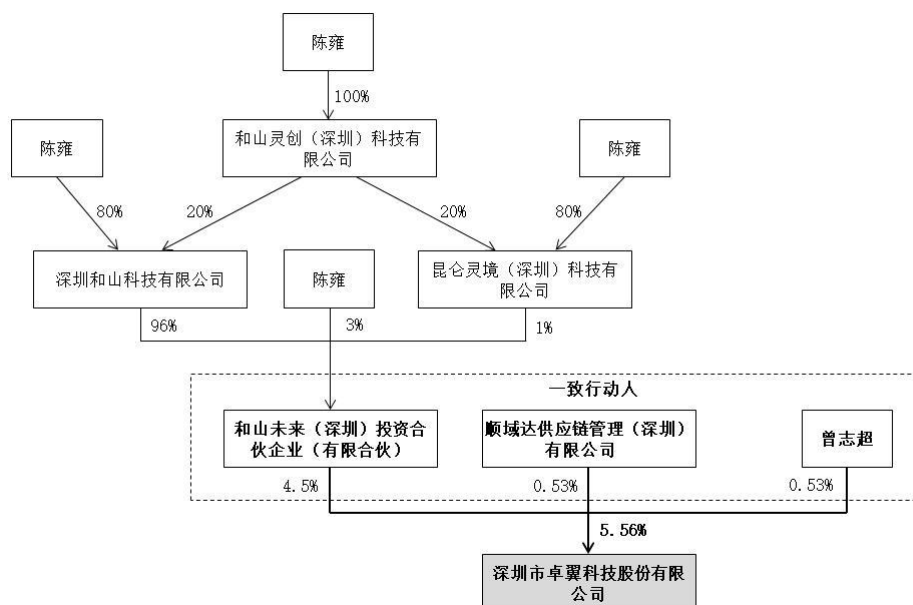 陈雍
100%
陈雍
和山灵创（深圳）科技有
限公司
陈雍
80%
20%
20%
80%
深圳和山科技有限公司
陈雍
昆仑灵境（深圳）科技有
限公司
96%
3%
1%
一致行动人
和山未来（深圳）投资合
伙企业（有限合伙）
顺域达供应链管理（深圳）
有限公司
曾志超
4.5%
0.53%
0.53%
5.56%
深圳市卓翼科技股份有限
公司